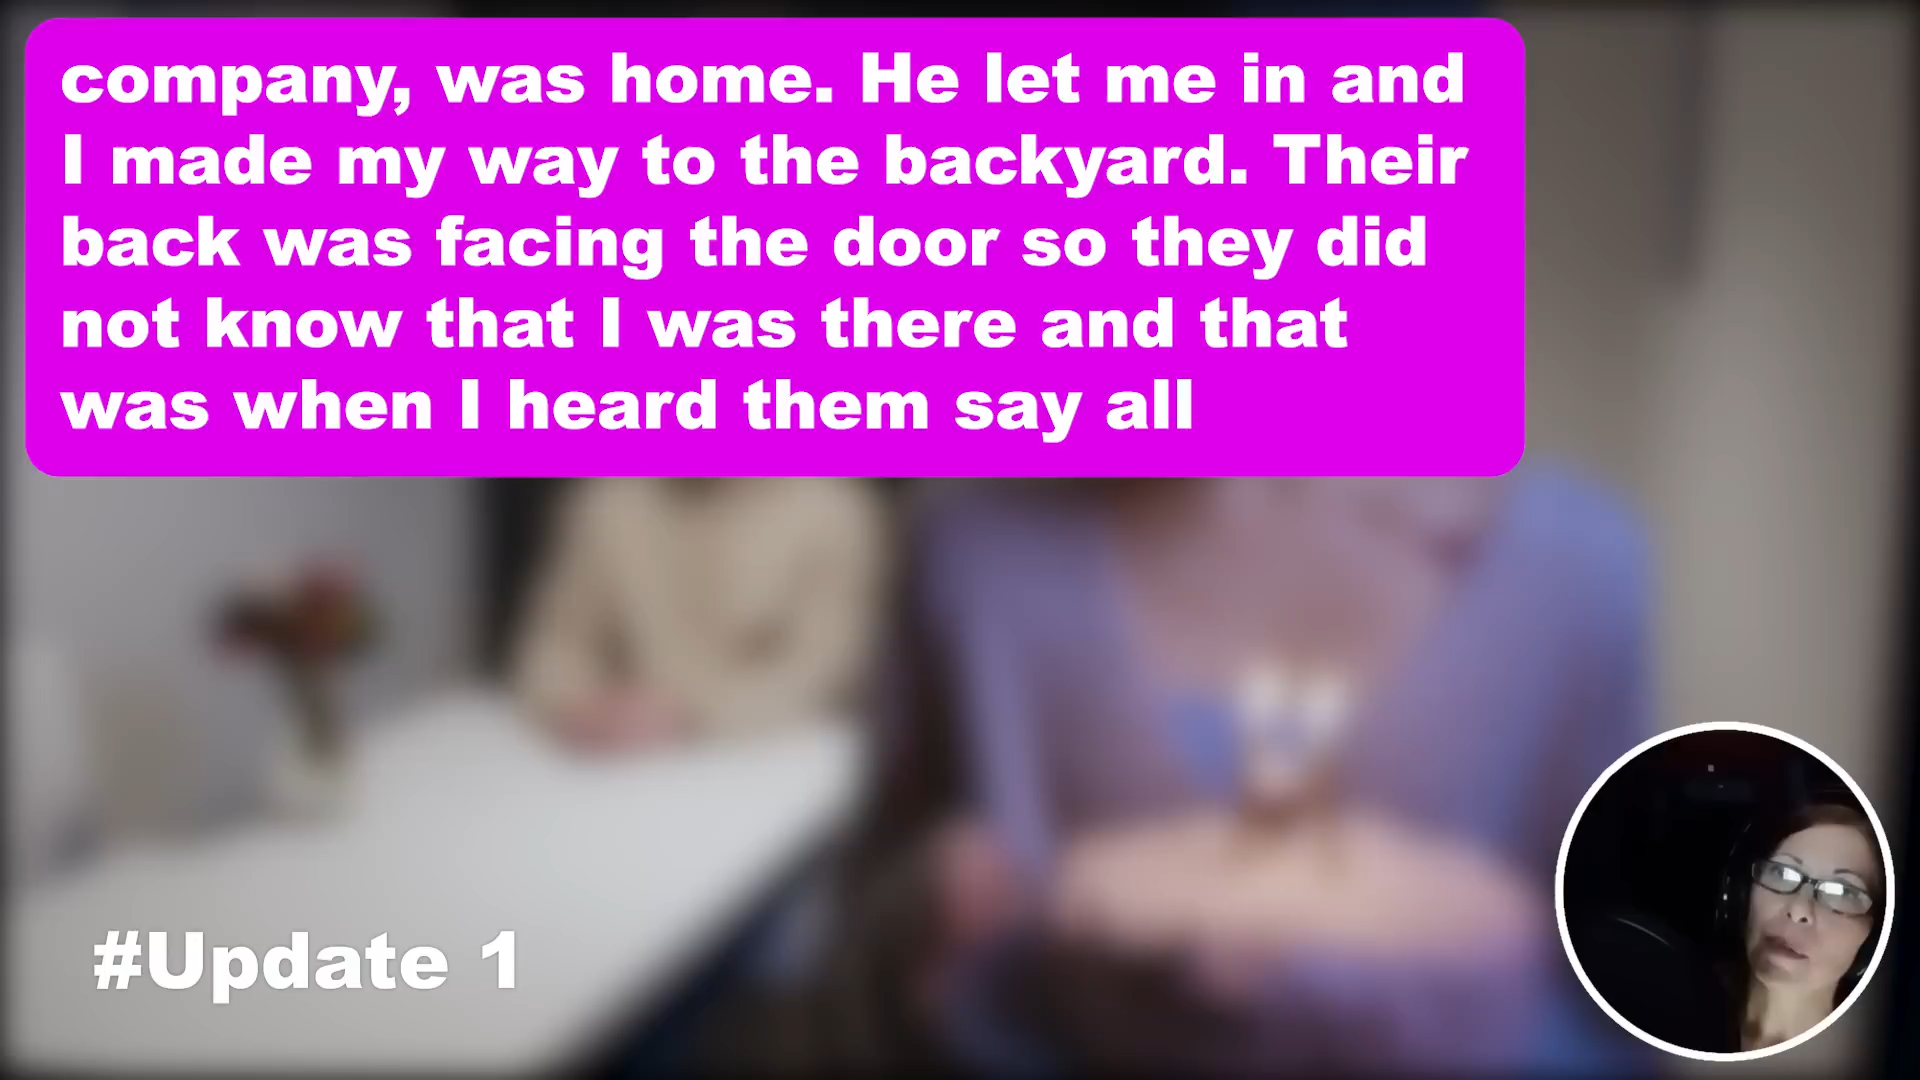 company, was home. He let me in and
I made my way to the backyard. Their
back was facing the door so they did
not know that I was there and that
was when I heard them say all
#Update 1